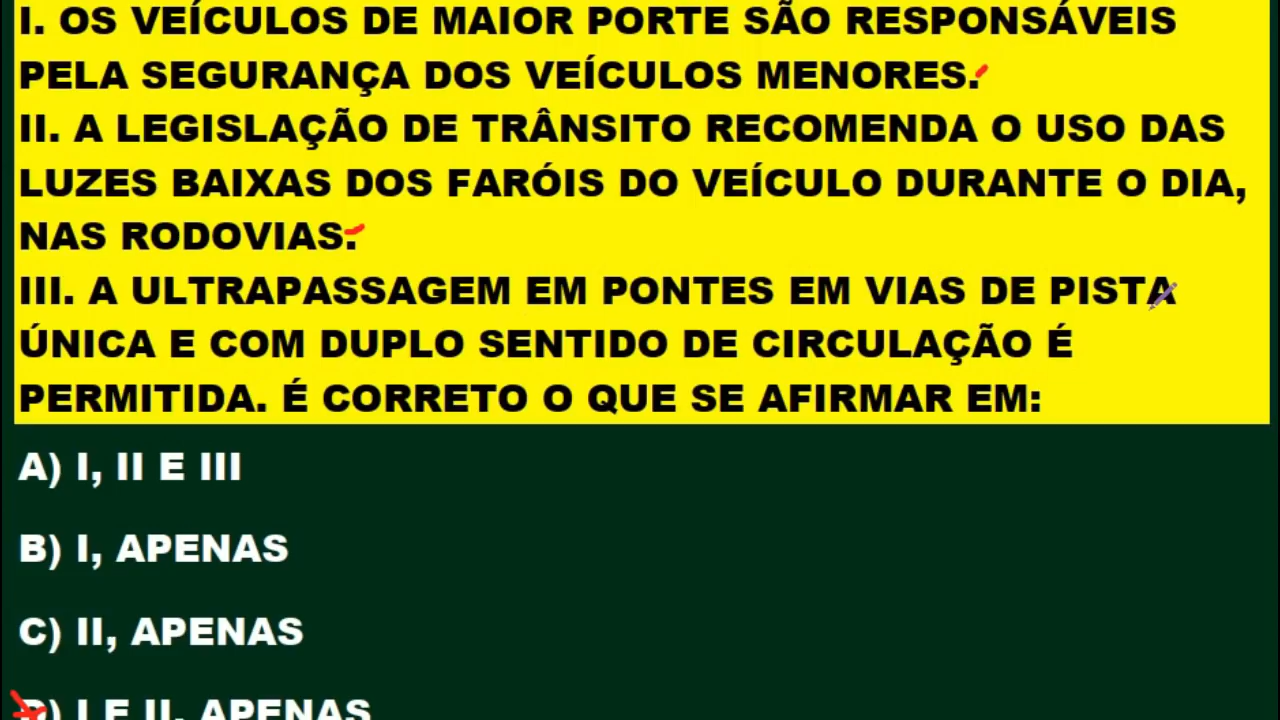 I. OS VEÍCULOS DE MAIOR PORTE SÃO RESPONSÁVEIS
PELA SEGURANÇA DOS VEÍCULOS MENORES.
II. A LEGISLAÇÃO DE TRÂNSITO RECOMENDA O USO DAS
LUZES BAIXAS DOS FARÓIS DO VEÍCULO DURANTE O DIA,
NAS RODOVIAS.
III. A ULTRAPASSAGEM EM PONTES EM VIAS DE PISTA
ÚNICA E COM DUPLO SENTIDO DE CIRCULAÇÃO É
PERMITIDA. É CORRETO O QUE SE AFIRMAR EM:
A) I, II E III
B) I, APENAS
C) II, APENAS
D) I E II, APENAS